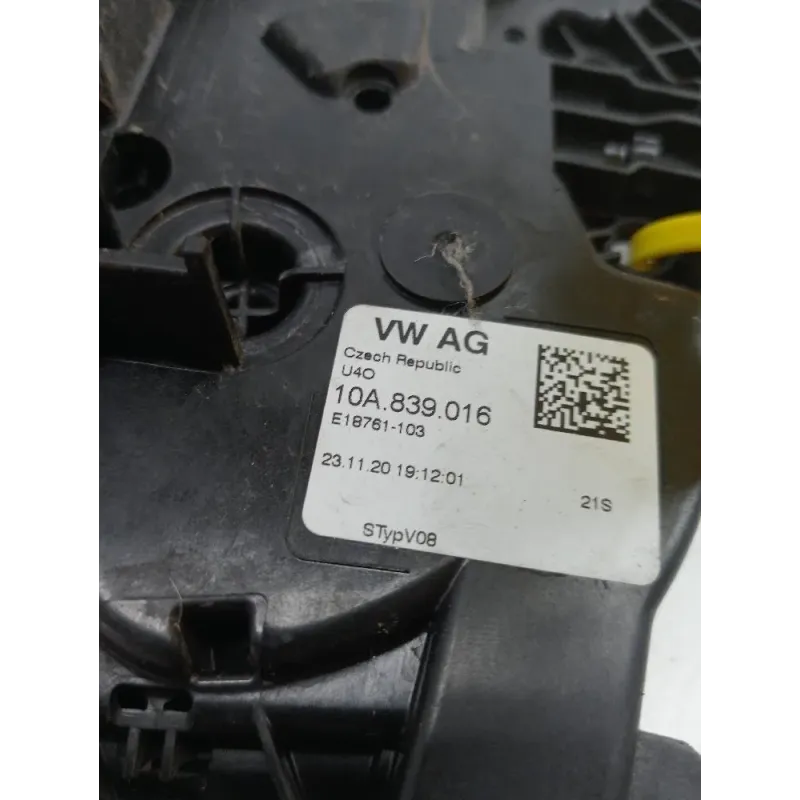 VW AG
Czech Republic
U4O
10A.839.016
E18761-103
23.11.20 19:12:01
21S
STypV08